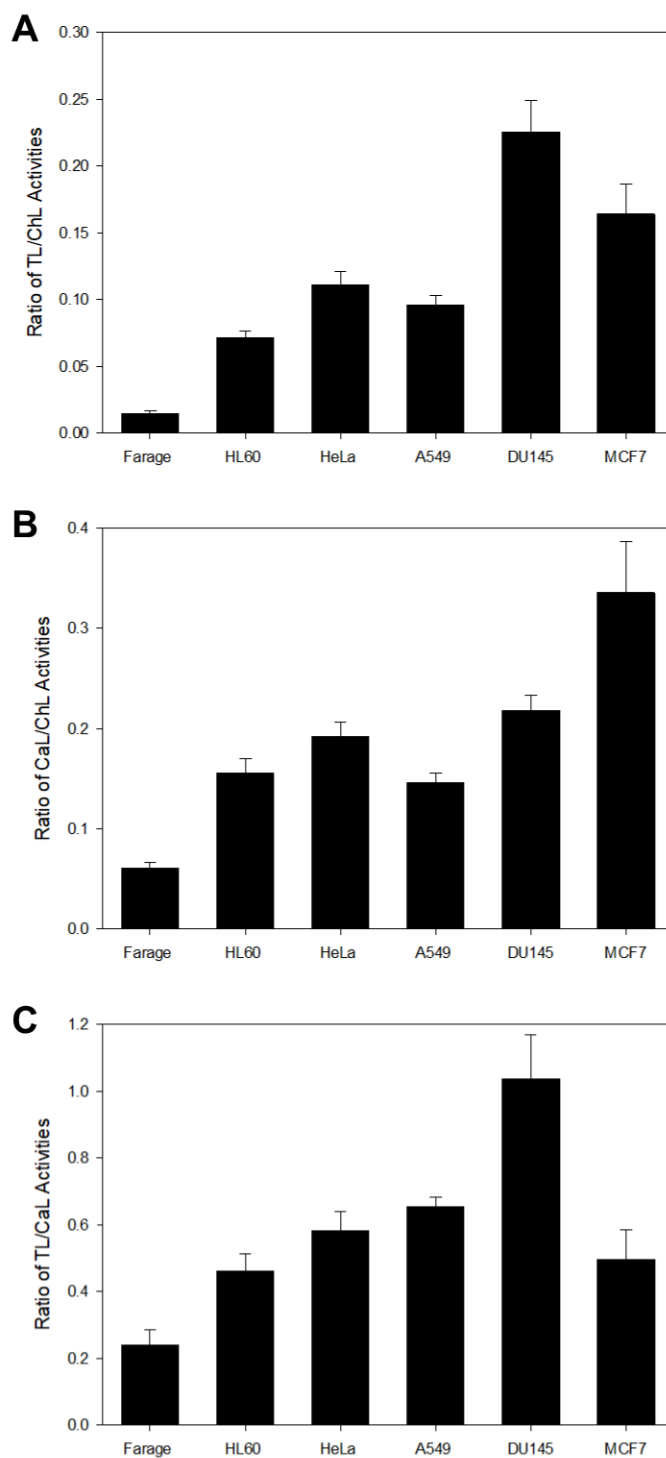 A
Ratio of TL/ChL Activities
0.30
0.25
0.20
0.15
0.10
0.05
0.00
Farage HL60 HeLa A549 DU145 MCF7
B
Ratio of CaL/ChL Activities
0.4
0.3
0.2
0.1
0.0
Farage HL60 HeLa A549 DU145 MCF7
C
Ratio of TL/CaL Activities
1.2
1.0
0.8
0.6
0.4
0.2
0.0
Farage HL60 HeLa A549 DU145 MCF7